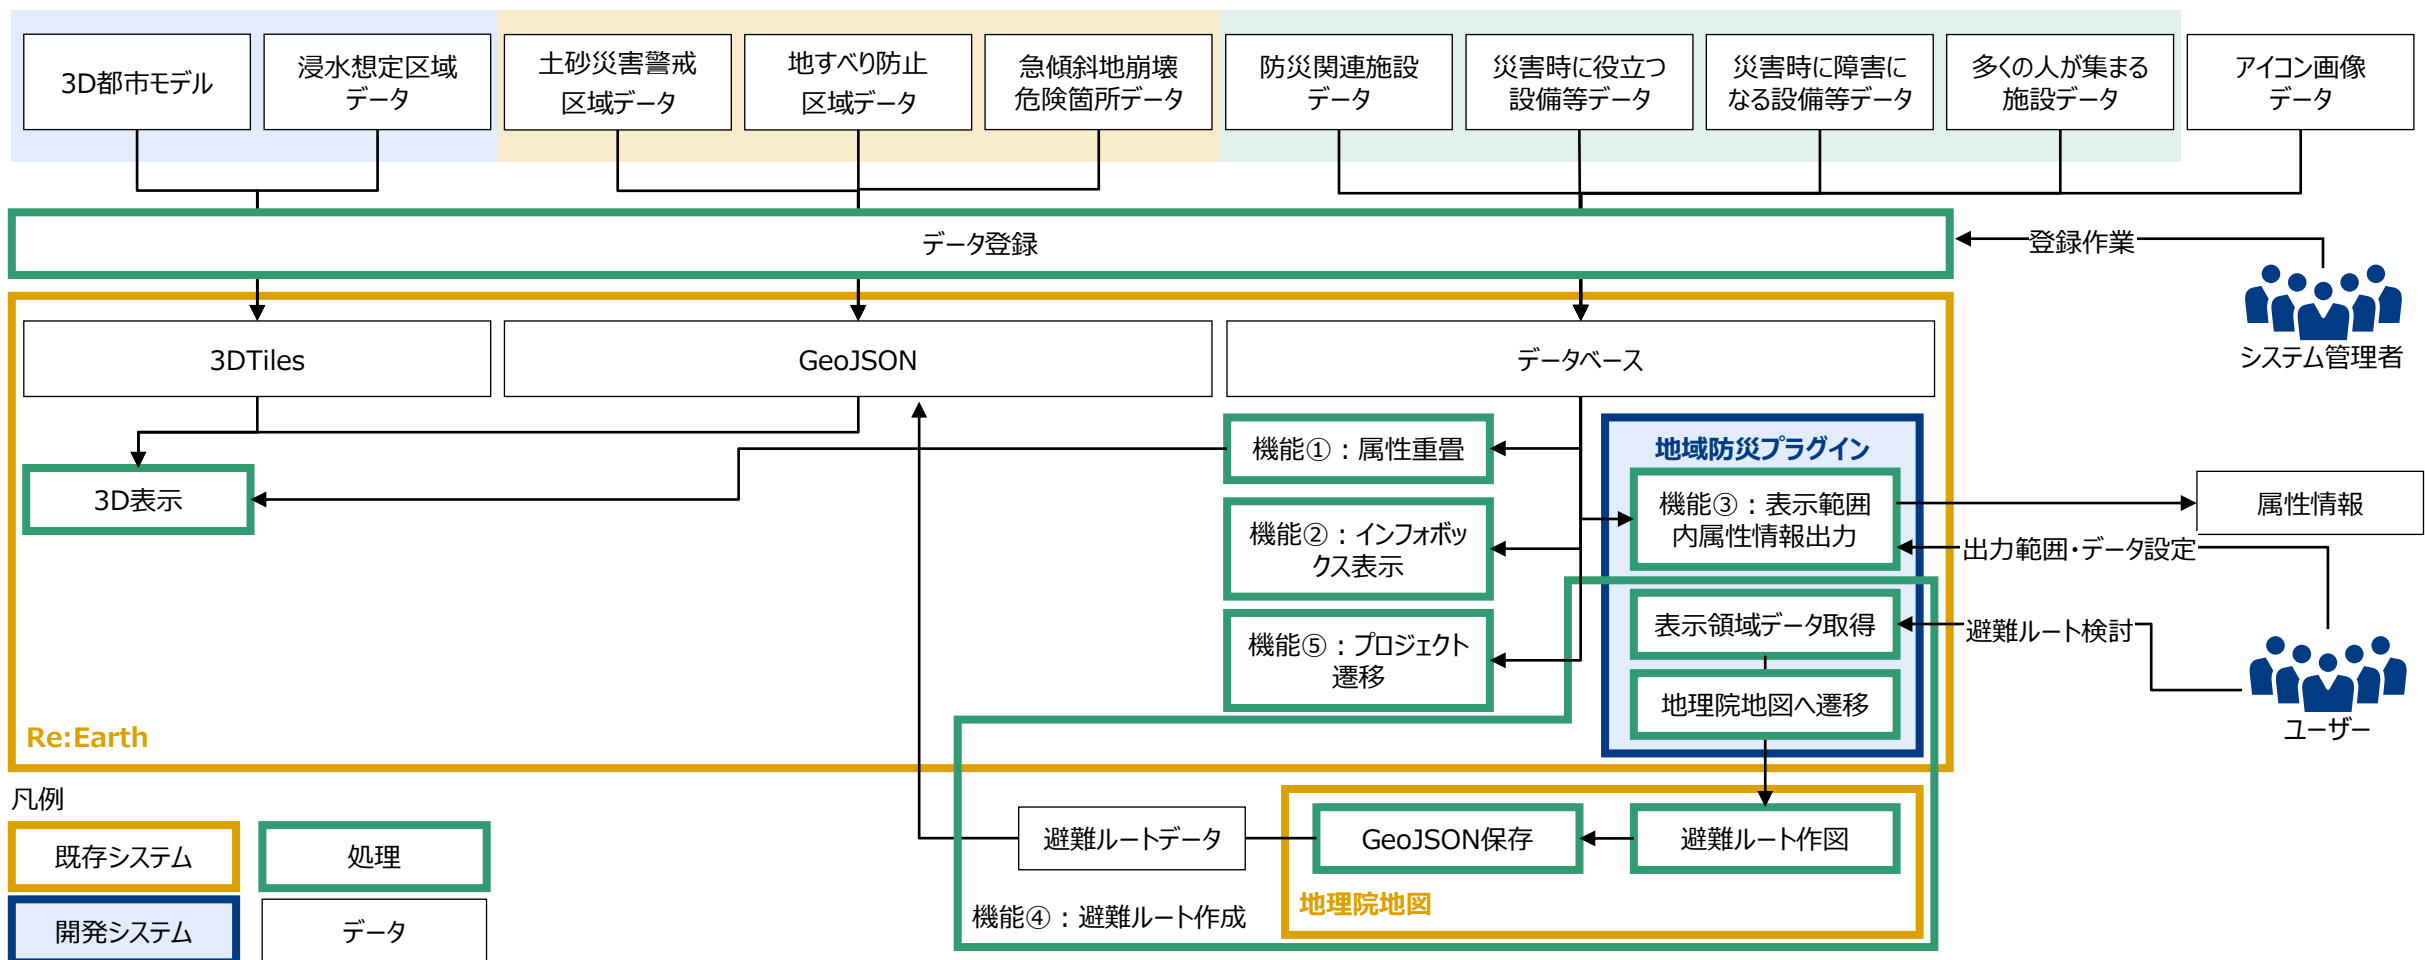 3D都市モデル
浸水想定区域
データ
土砂災害警戒
区域データ
地すべり防止
区域データ
急傾斜地崩壊
危険箇所データ
防災関連施設
データ
災害時に役立つ
設備等データ
災害時に障害に
なる設備等データ
多くの人が集まる
施設データ
アイコン画像
データ
データ登録
登録作業
システム管理者
3DTiles
GeoJSON
データベース
機能①：属性重畳
地域防災プラグイン
3D表示
機能③：表示範囲
内属性情報出力
属性情報
機能②：インフォボッ
クス表示
出力範囲・データ設定
機能⑤：プロジェクト
遷移
表示領域データ取得
避難ルート検討
地理院地図へ遷移
ユーザー
Re:Earth
凡例
既存システム
処理
開発システム
データ
避難ルートデータ
GeoJSON保存
避難ルート作図
地理院地図
機能④：避難ルート作成